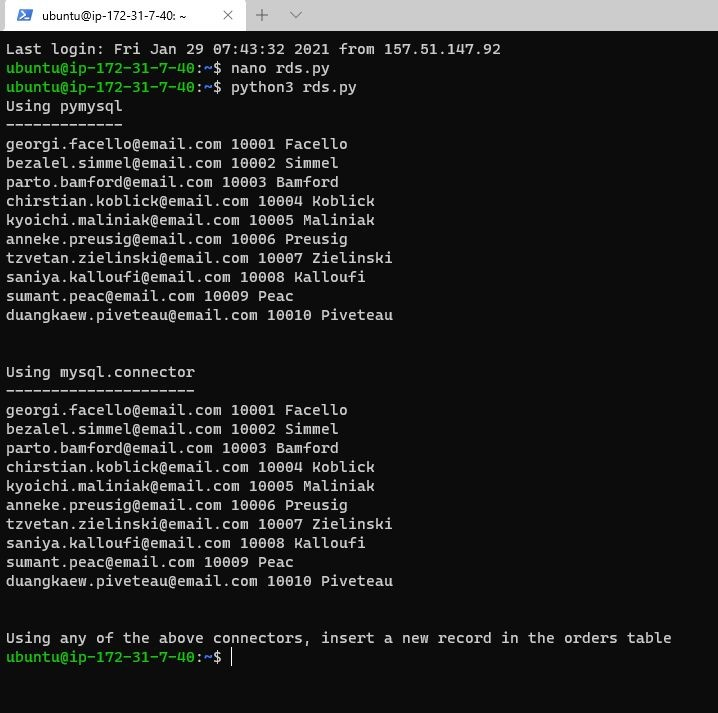 ubuntu@ip-172-31-7-40: ~
Last login: Fri Jan 29 07:43:32 2021 from 157.51.147.92
ubuntu@ip-172-31-7-40:~$ nano rds.py
ubuntu@ip-172-31-7-40:~$ python3 rds.py
Using pymysql
-------------
georgi.facello@email.com 10001 Facello
bezalel.simmel@email.com 10002 Simmel
parto.bamford@email.com 10003 Bamford
chirstian.koblick@email.com 10004 Koblick
kyoichi.maliniak@email.com 10005 Maliniak
anneke.preusig@email.com 10006 Preusig
tzvetan.zielinski@email.com 10007 Zielinski
saniya.kalloufi@email.com 10008 Kalloufi
sumant.peac@email.com 10009 Peac
duangkaew.piveteau@email.com 10010 Piveteau
Using mysql.connector
---------------------
georgi.facello@email.com 10001 Facello
bezalel.simmel@email.com 10002 Simmel
parto.bamford@email.com 10003 Bamford
chirstian.koblick@email.com 10004 Koblick
kyoichi.maliniak@email.com 10005 Maliniak
anneke.preusig@email.com 10006 Preusig
tzvetan.zielinski@email.com 10007 Zielinski
saniya.kalloufi@email.com 10008 Kalloufi
sumant.peac@email.com 10009 Peac
duangkaew.piveteau@email.com 10010 Piveteau
Using any of the above connectors, insert a new record in the orders table
ubuntu@ip-172-31-7-40:~$